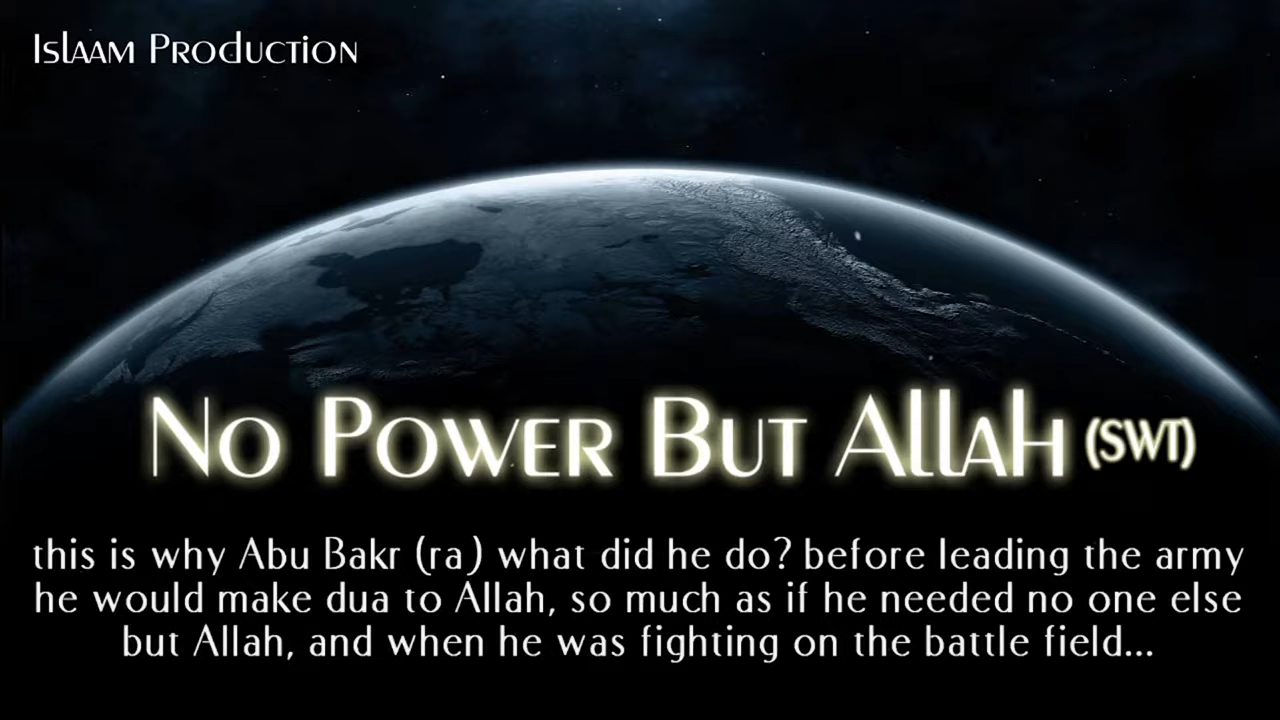 Islaam Production
No Power But Allah (SWT)
this is why Abu Bakr (ra) what did he do? before leading the army
he would make dua to Allah, so much as if he needed no one else
but Allah, and when he was fighting on the battle field...